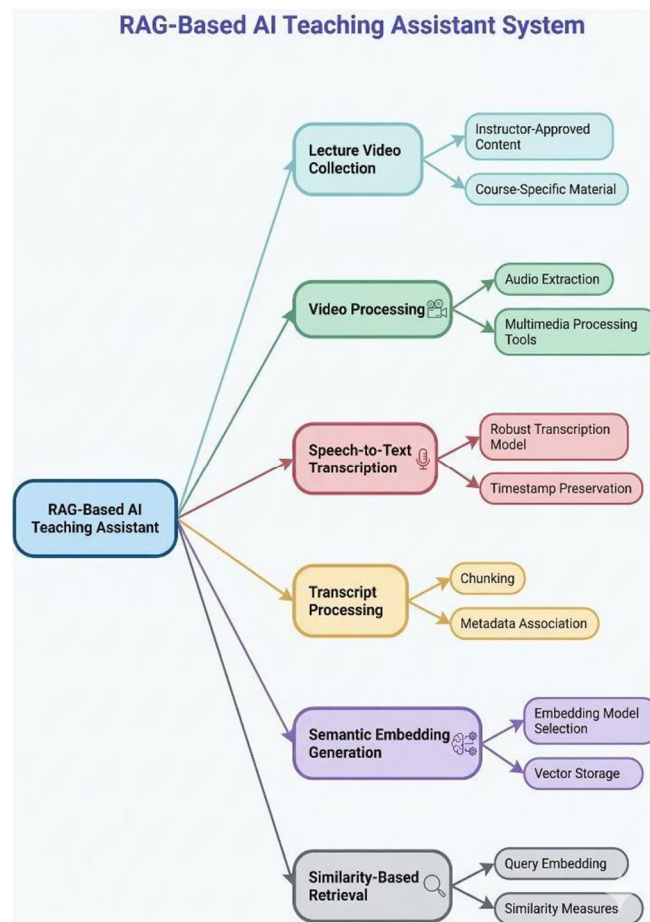 RAG-Based AI Teaching Assistant System
Lecture Video
Collection
Instructor-Approved
Content
Course-Specific Material
Video Processing
Audio Extraction
Multimedia Processing
Tools
Speech-to-Text
Transcription
Robust Transcription
Model
Timestamp Preservation
RAG-Based AI
Teaching Assistant
Transcript
Processing
Chunking
Metadata Association
Semantic Embedding
Generation
Embedding Model
Selection
Vector Storage
Similarity-Based
Retrieval
Query Embedding
Similarity Measures